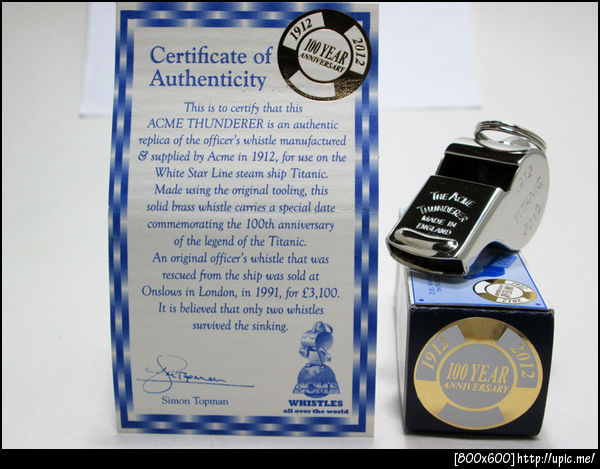 Certificate of
Authenticity
1912
2012
100 YEAR
ANNIVERSARY
This is to certify that this
ACME THUNDERER is an authentic
replica of the officer's whistle manufactured
& supplied by Acme in 1912, for use on the
White Star Line steam ship Titanic.
Made using the original tooling, this
solid brass whistle carries a special date
commemorating the 100th anniversary
of the legend of the Titanic.
An original officer's whistle that was
rescued from the ship was sold at
Onslows in London, in 1991, for £3,100.
It is believed that only two whistles
survived the sinking.
Simon Topman
ACME
WHISTLES
all over the world
THE ACME
THUNDERER
MADE IN
ENGLAND
1912
TITANIC
2012
1912
2012
100 YEAR
ANNIVERSARY
[800x600]http://upic.me/